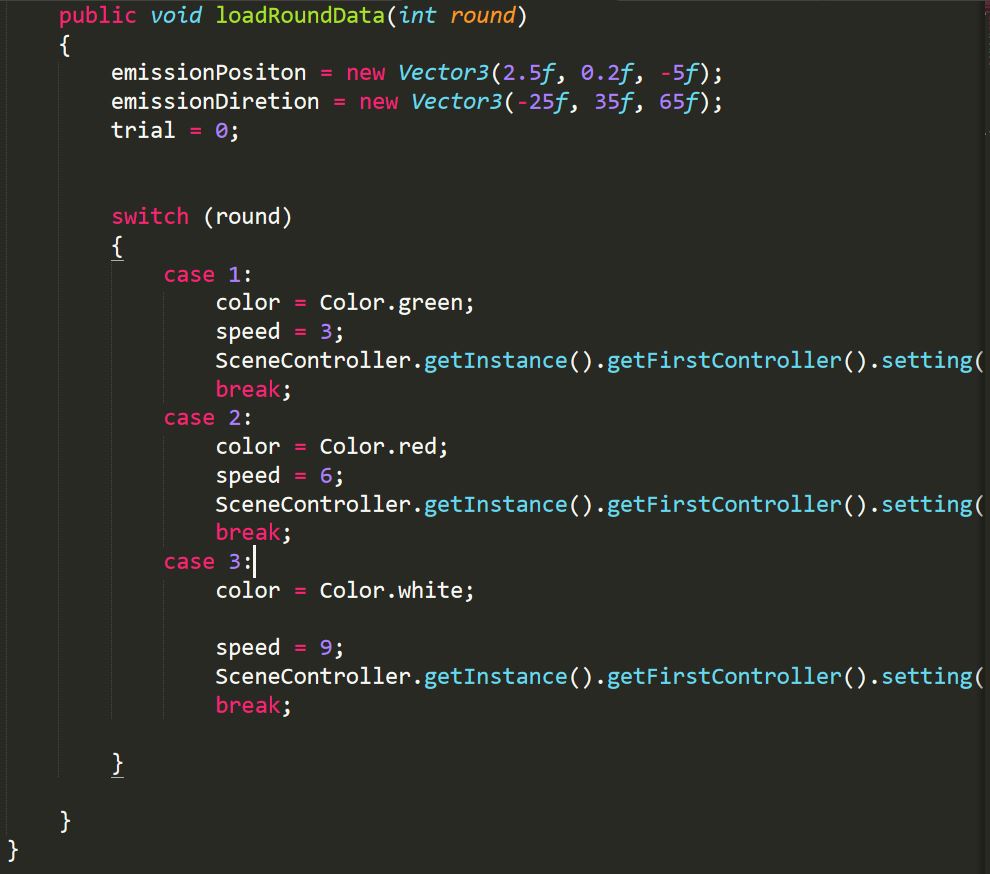 public void loadRoundData(int round)
{
emissionPositon = new Vector3(2.5f, 0.2f, -5f);
emissionDiretion = new Vector3(-25f, 35f, 65f);
trial = 0;
switch (round)
{
case 1:
color = Color.green;
speed = 3;
SceneController.getInstance().getFirstController().setting(
break;
case 2:
color = Color.red;
speed = 6;
SceneController.getInstance().getFirstController().setting(
break;
case 3:
color = Color.white;
speed = 9;
SceneController.getInstance().getFirstController().setting(
break;
}
}
}